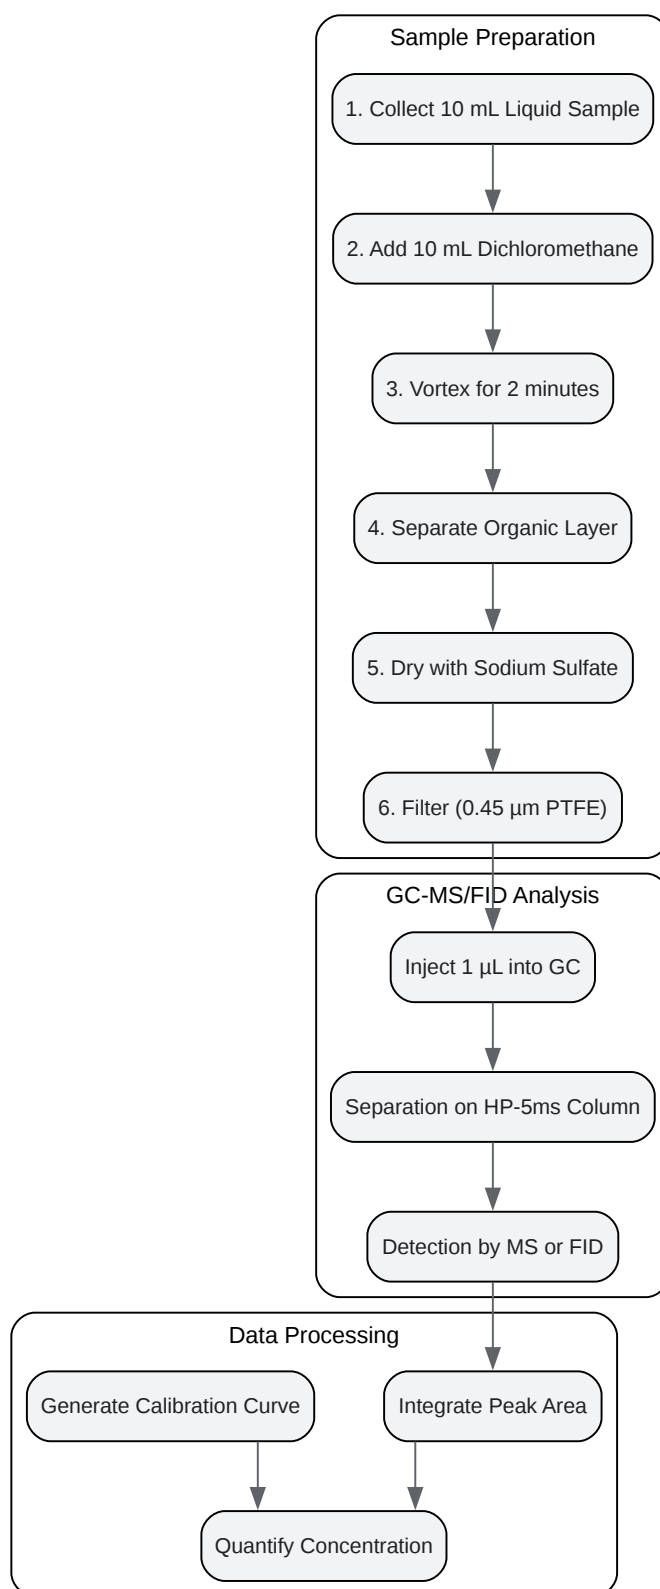 Sample Preparation
1. Collect 10 mL Liquid Sample
2. Add 10 mL Dichloromethane
3. Vortex for 2 minutes
4. Separate Organic Layer
5. Dry with Sodium Sulfate
6. Filter (0.45 µm PTFE)
GC-MS/FID Analysis
Inject 1 µL into GC
Separation on HP-5ms Column
Detection by MS or FID
Data Processing
Generate Calibration Curve
Integrate Peak Area
Quantify Concentration